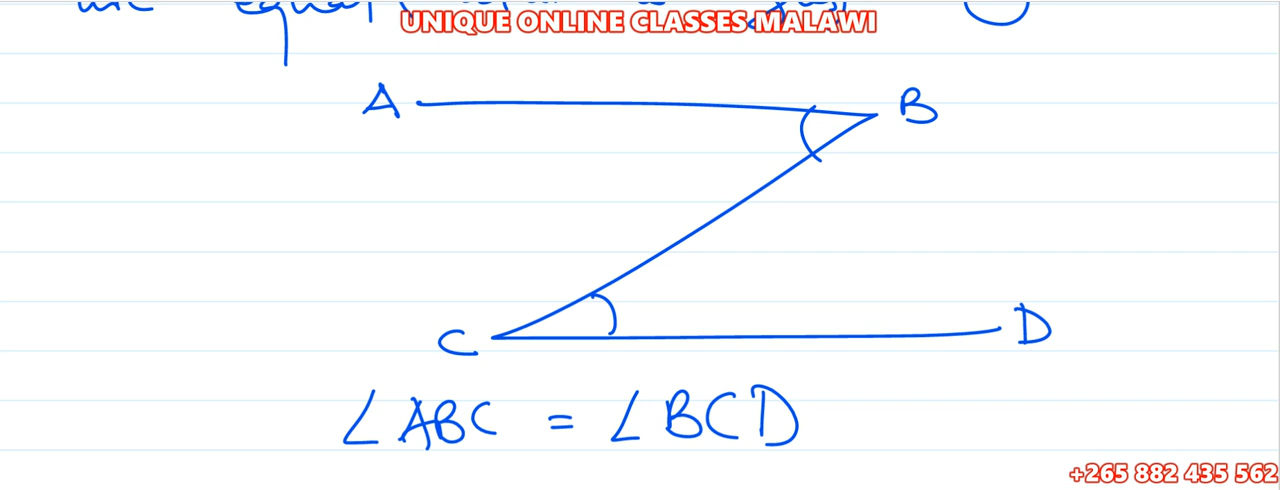 UNIQUE ONLINE CLASSES MALAWI
A B
C D
∠ABC = ∠BCD
+265 882 435 562